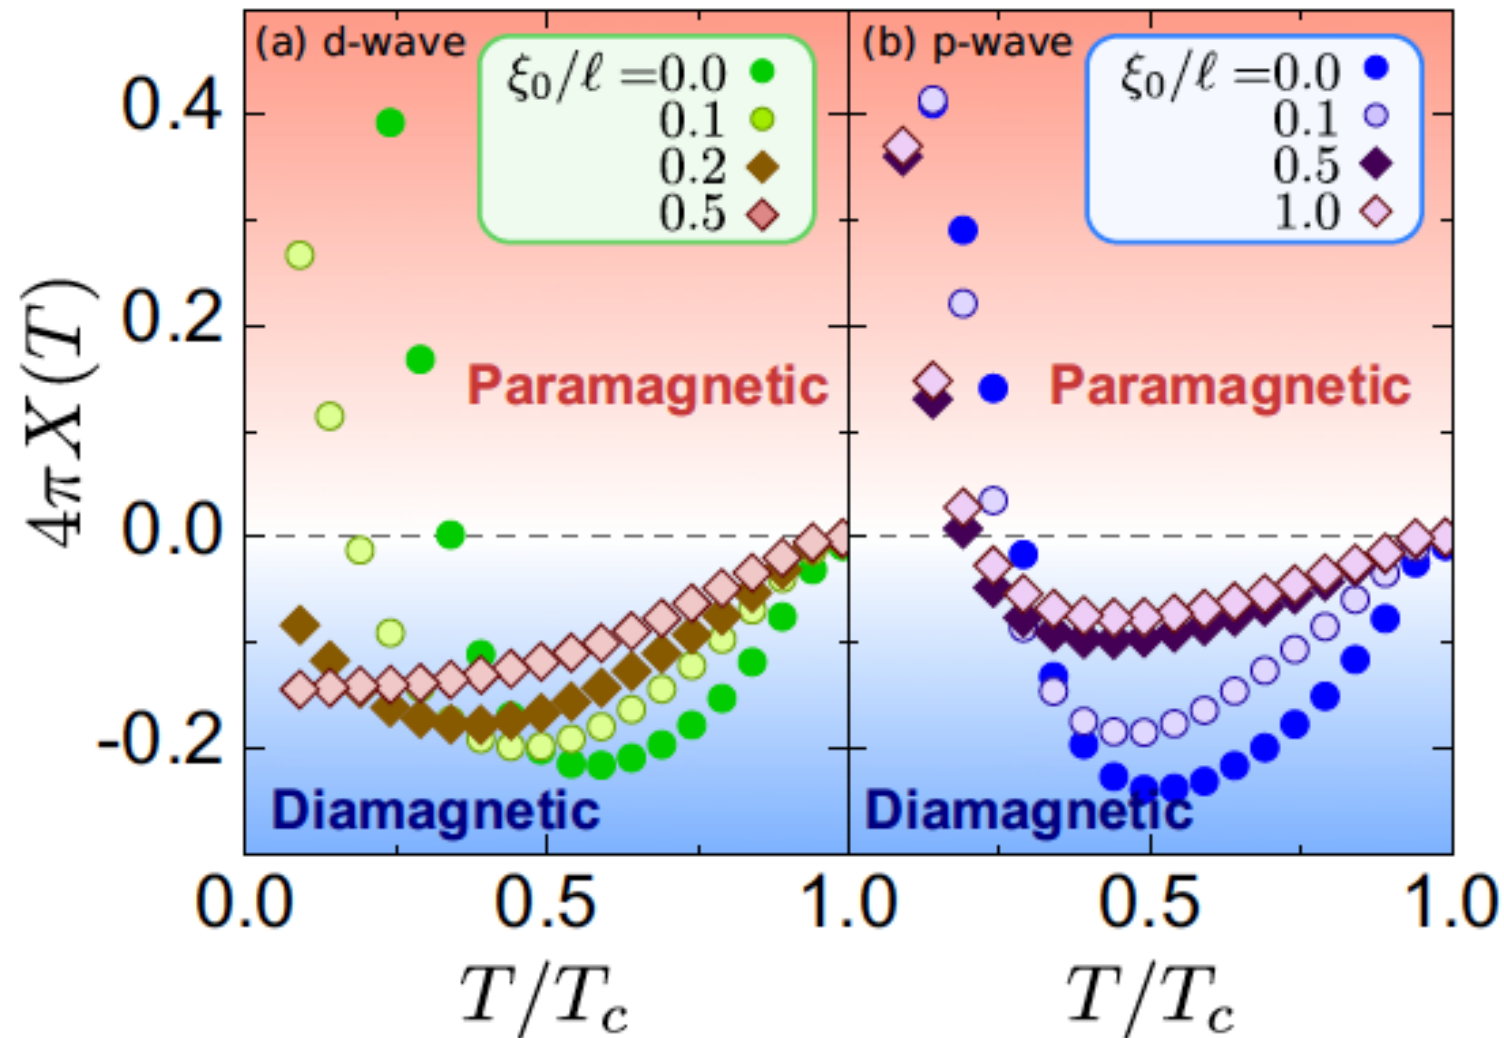 (a) d-wave
ξ₀/ℓ =0.0
0.1
0.2
0.5
(b) p-wave
ξ₀/ℓ =0.0
0.1
0.5
1.0
4πX(T)
0.4
0.2
0.0
-0.2
Paramagnetic
Paramagnetic
Diamagnetic
Diamagnetic
0.0
0.5
1.0
0.5
1.0
T/T_c
T/T_c